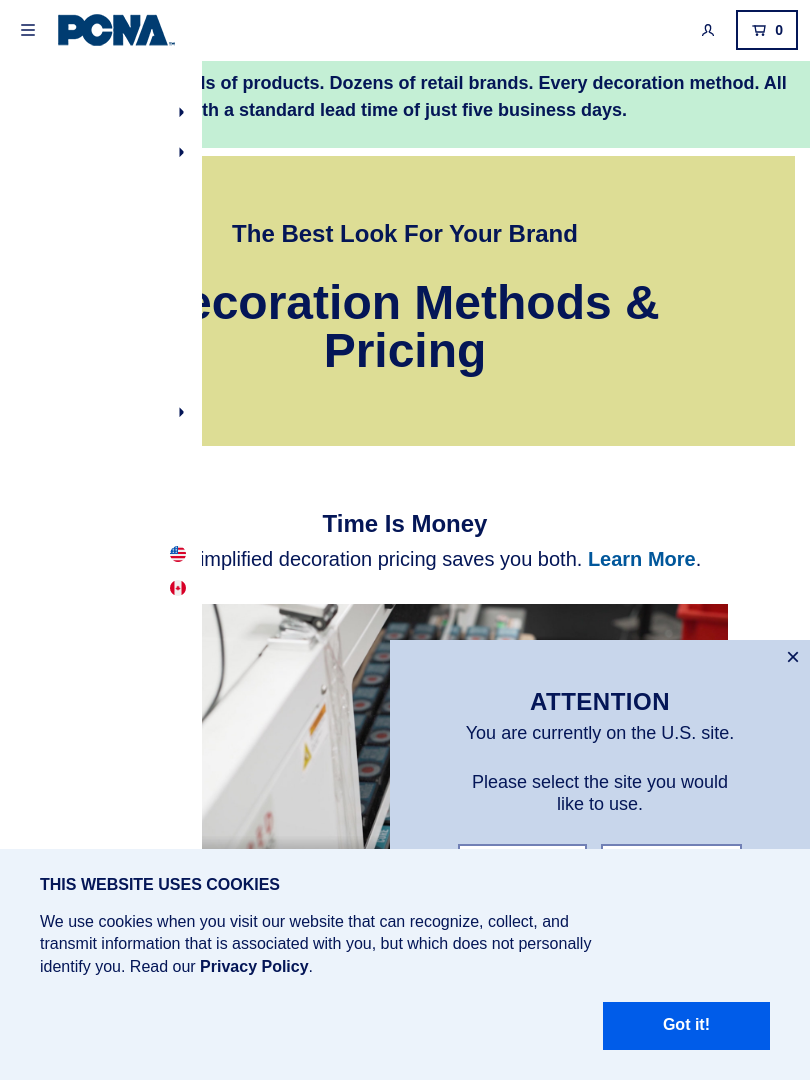 PCNA
0
of products. Dozens of retail brands. Every decoration method. All
a standard lead time of just five business days.
The Best Look For Your Brand
ecoration Methods &
Pricing
Time Is Money
implified decoration pricing saves you both. Learn More.
ATTENTION
You are currently on the U.S. site.
Please select the site you would
like to use.
THIS WEBSITE USES COOKIES
We use cookies when you visit our website that can recognize, collect, and
transmit information that is associated with you, but which does not personally
identify you. Read our Privacy Policy.
Got it!